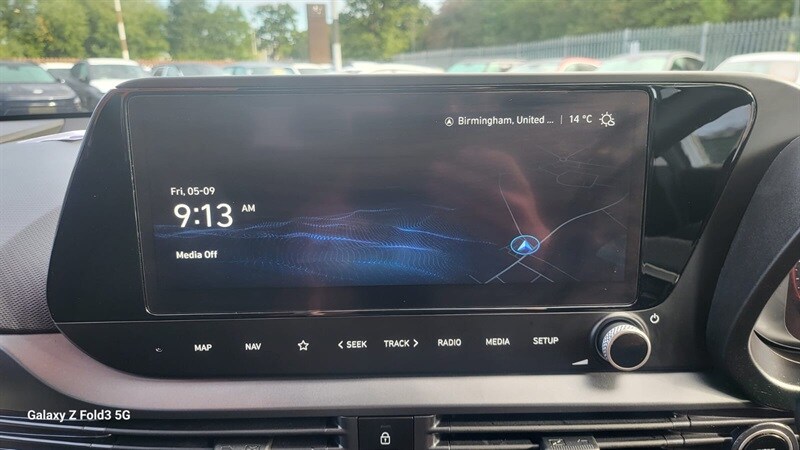 Birmingham, United ... | 14 °C
Fri, 05-09
9:13 AM
Media Off
MAP NAV ☆ < SEEK TRACK > RADIO MEDIA SETUP
Galaxy Z Fold3 5G